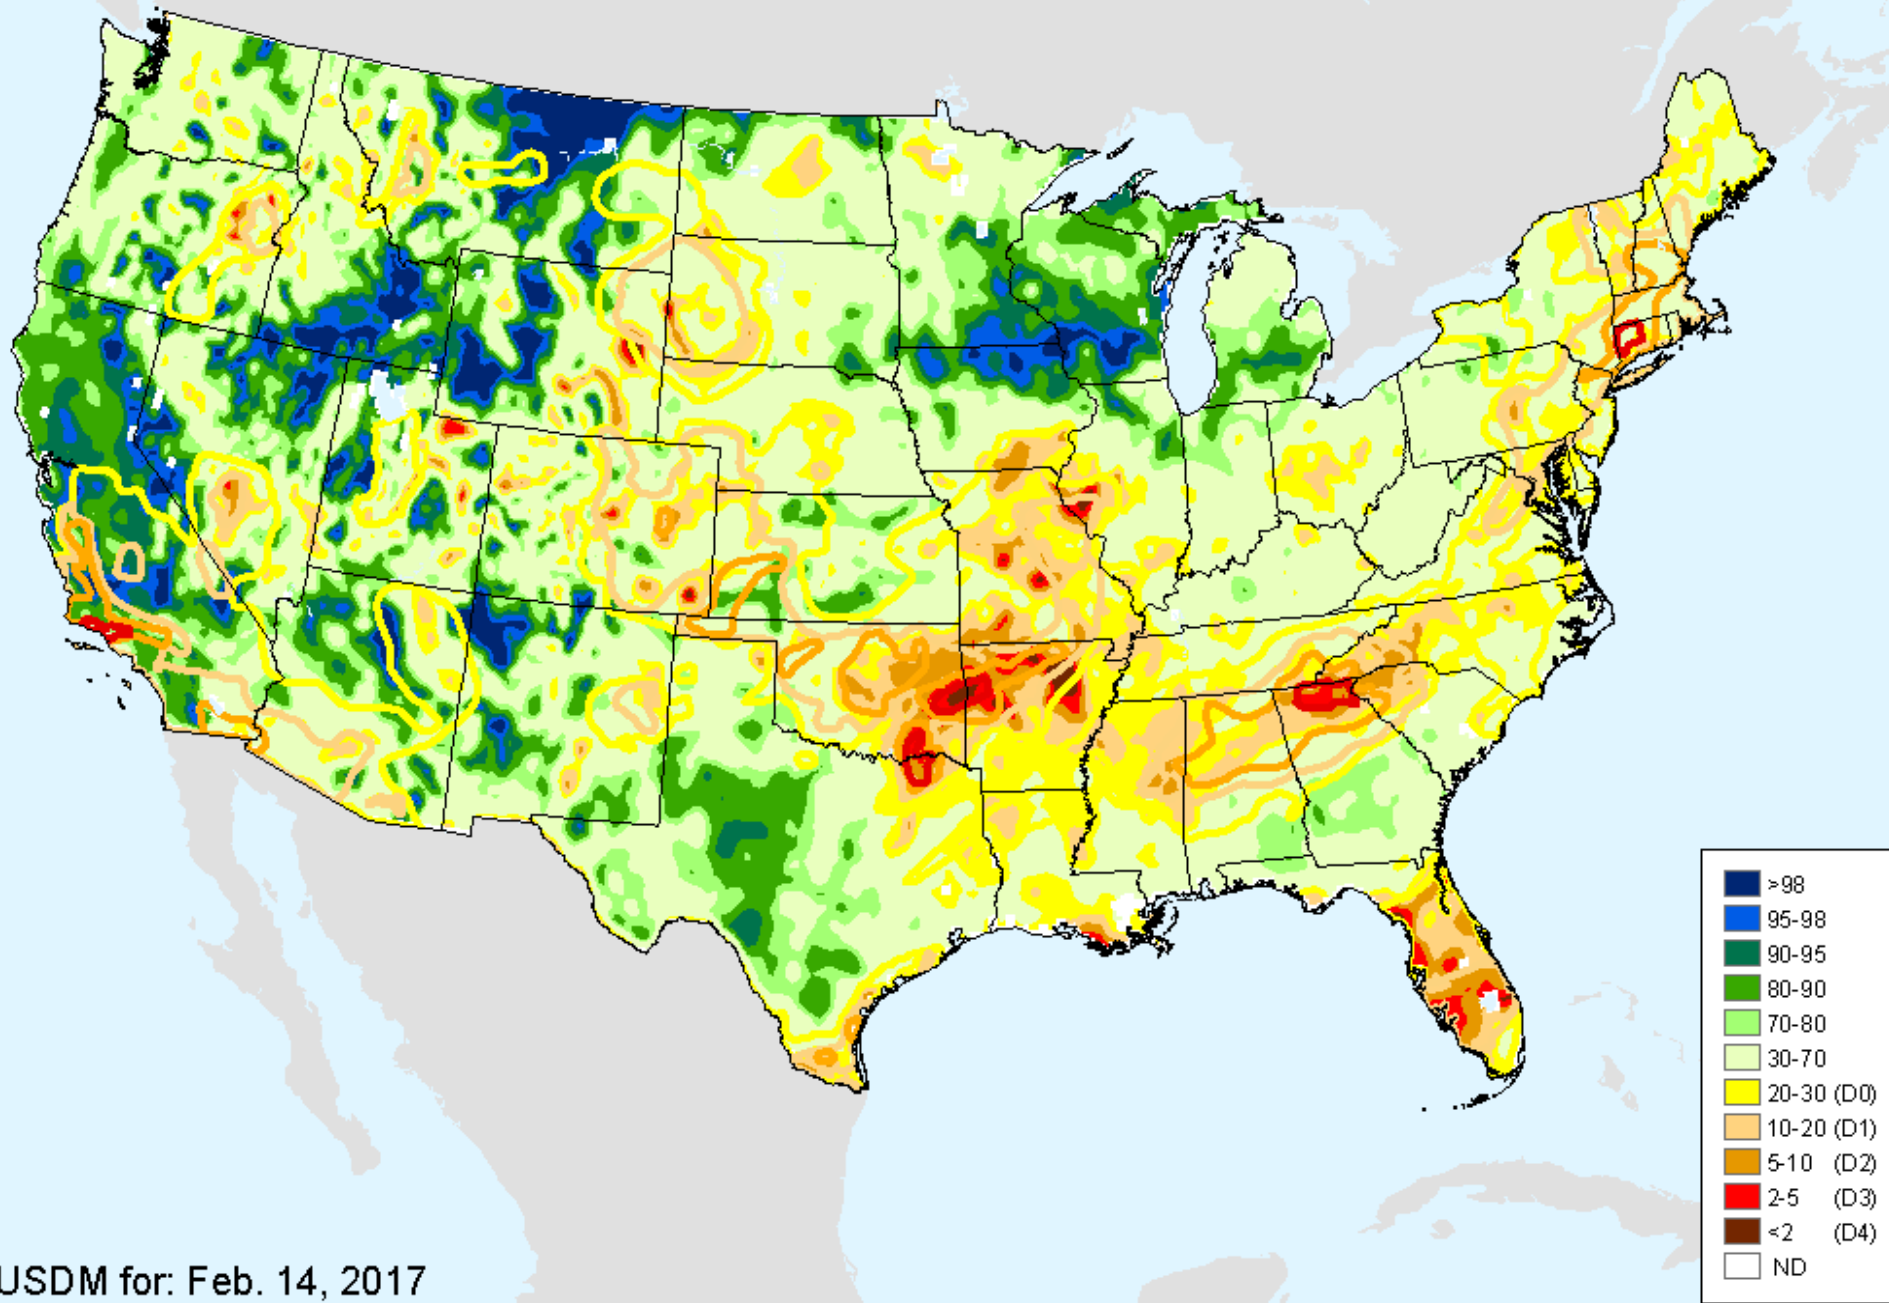 >98
95-98
90-95
80-90
70-80
30-70
20-30 (D0)
10-20 (D1)
5-10 (D2)
2-5 (D3)
<2 (D4)
ND
USDM for: Feb. 14, 2017